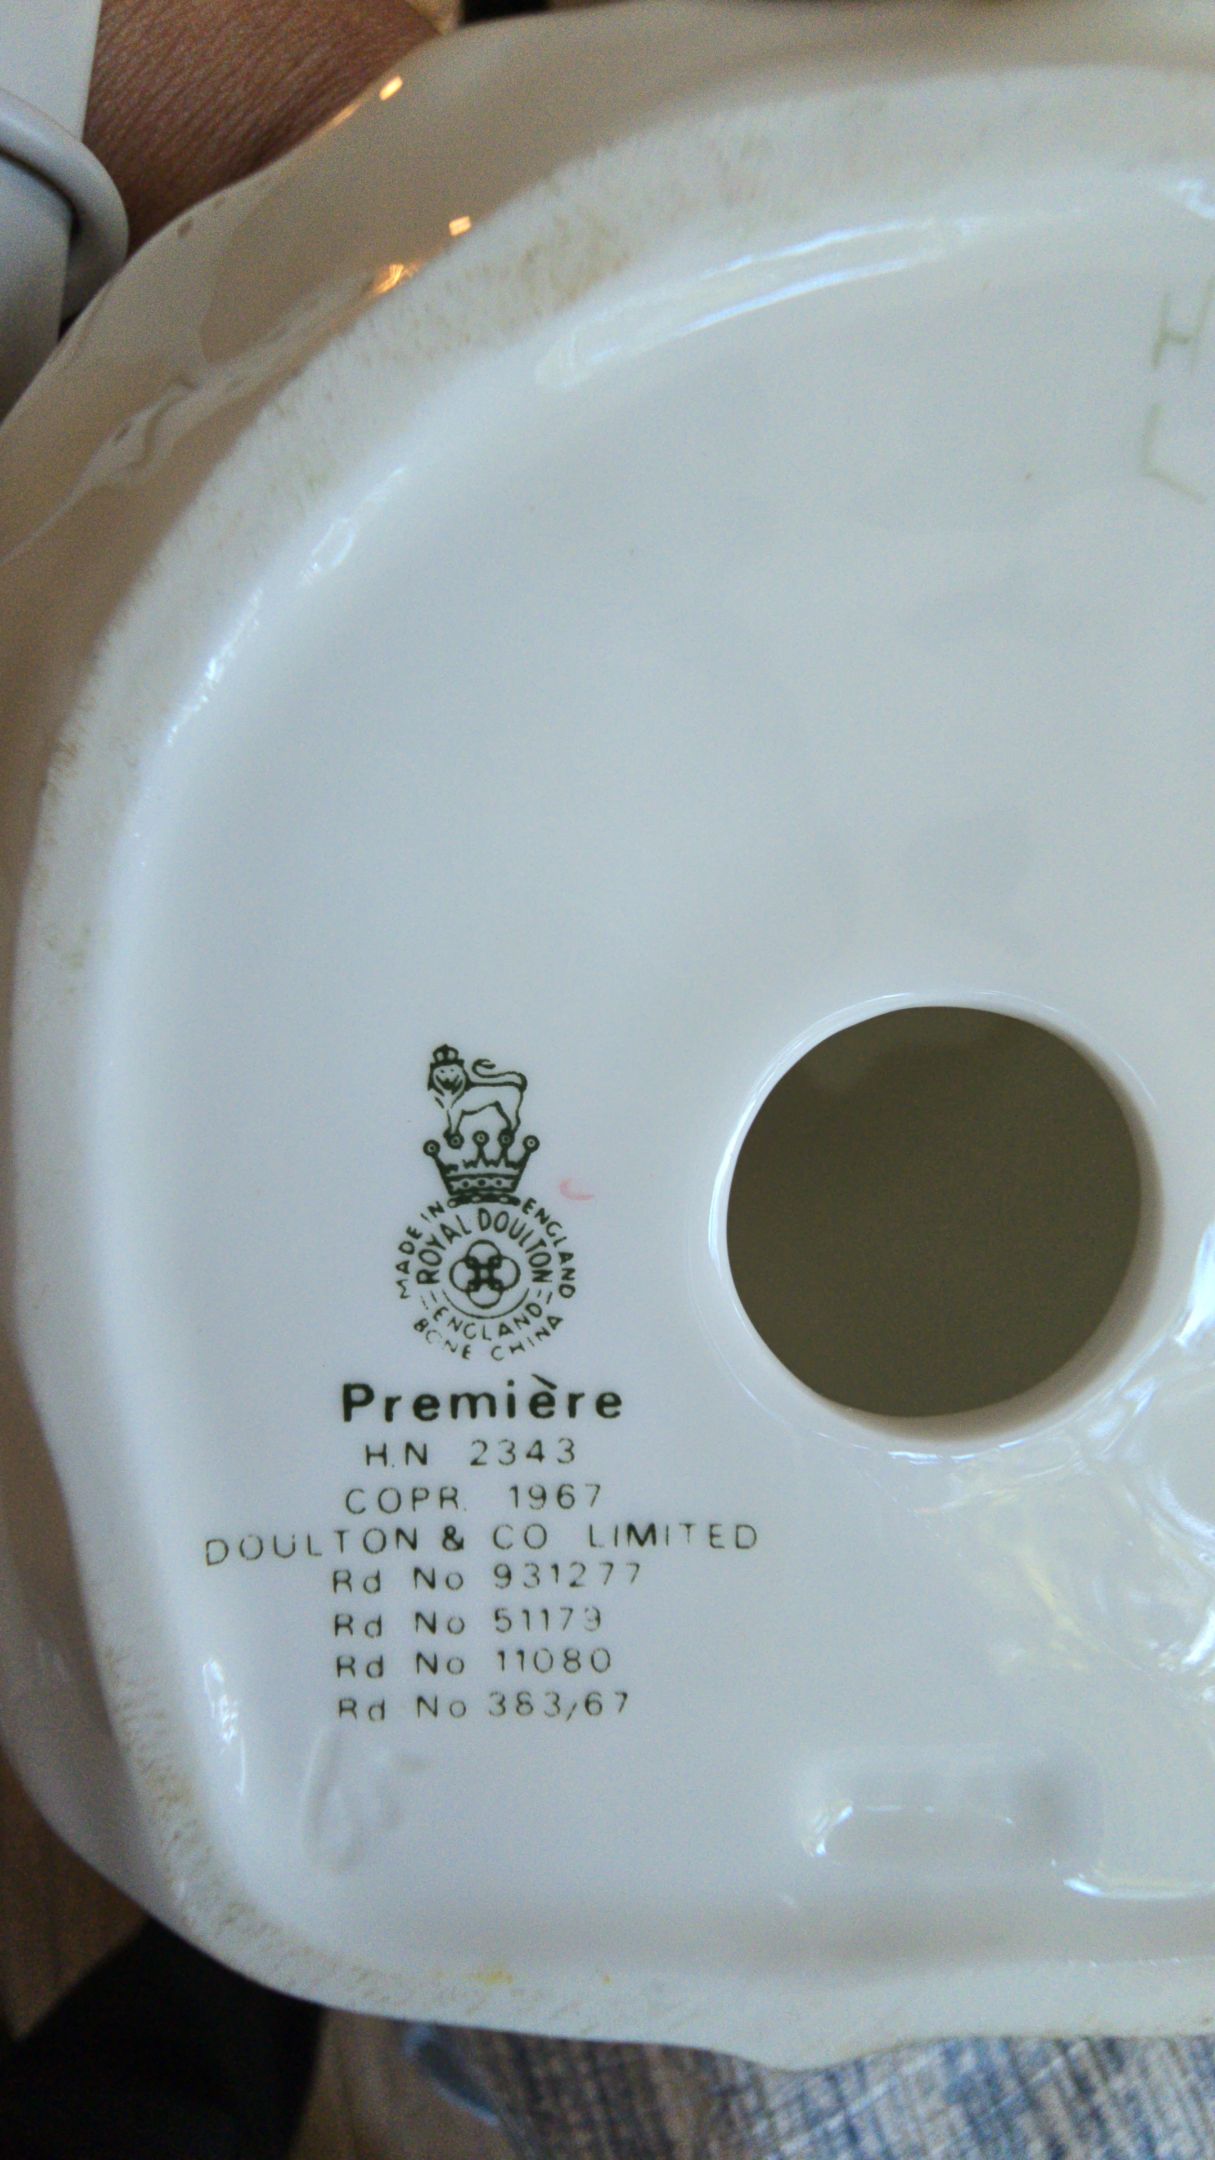 MADE IN ENGLAND
ROYAL DOULTON
ENGLAND
BONE CHINA
Première
H.N 2343
COPR. 1967
DOULTON & CO LIMITED
Rd No 931277
Rd No 51179
Rd No 11080
Rd No 383/67